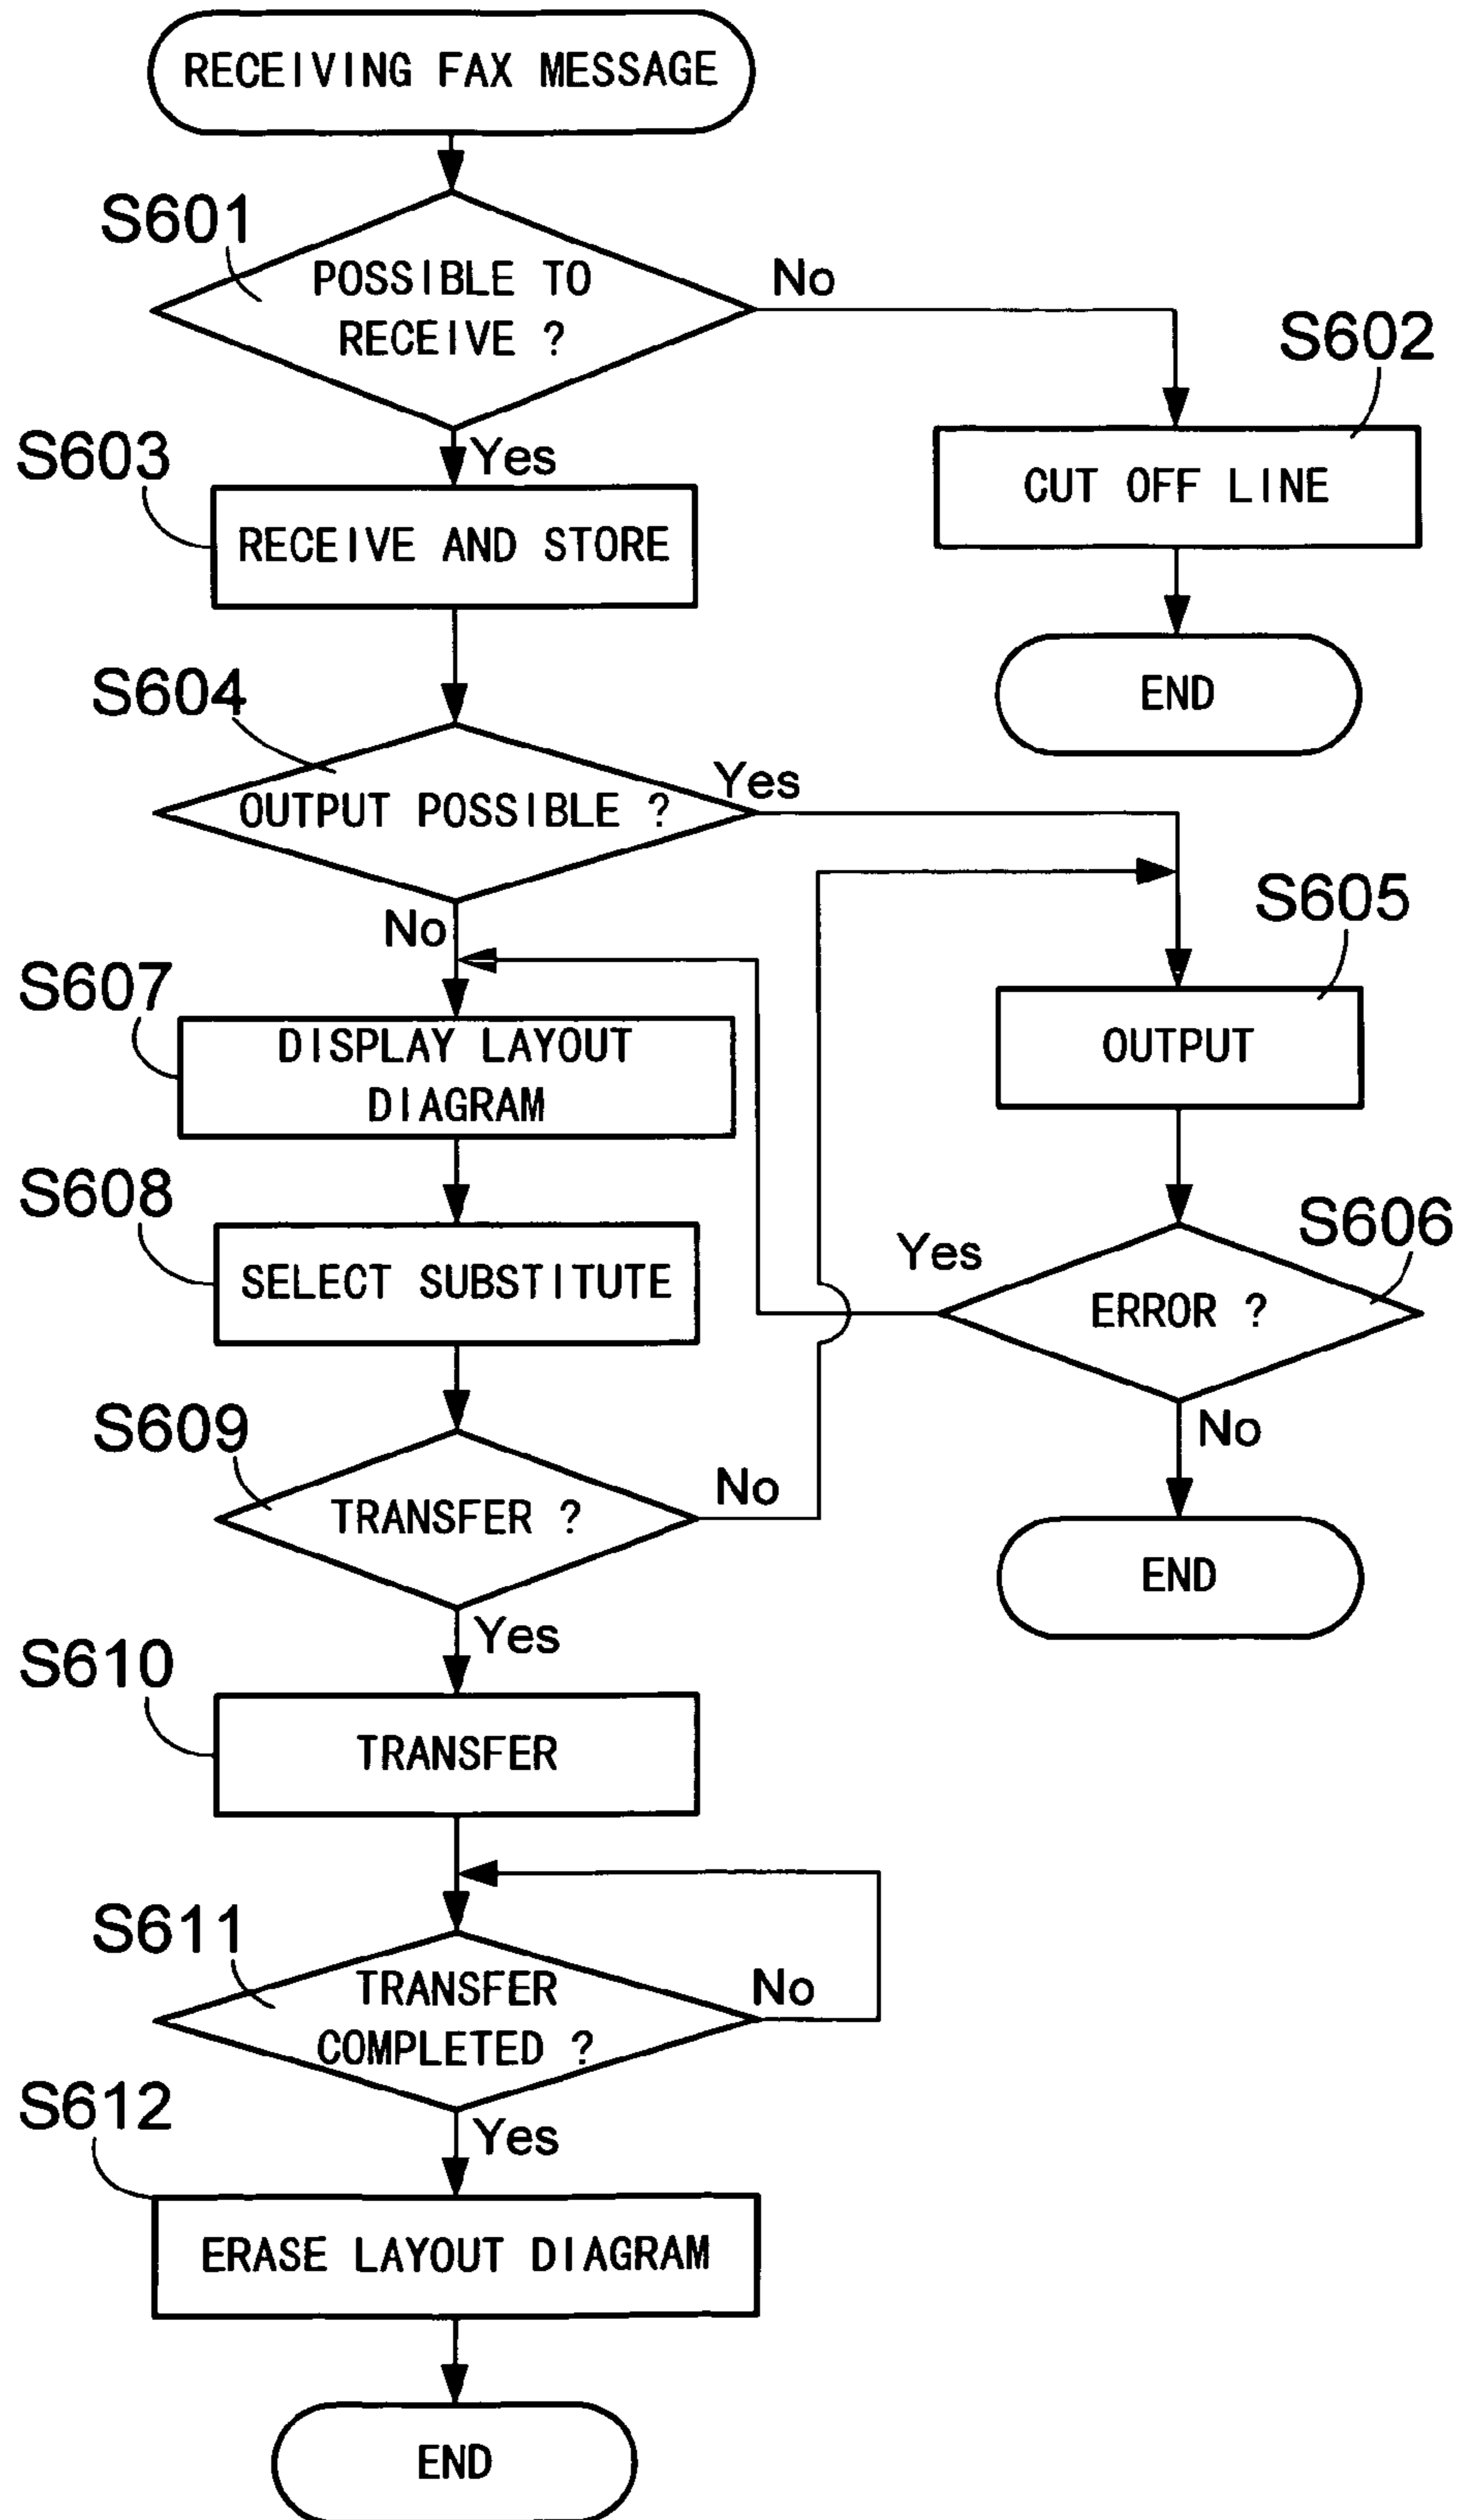 RECEIVING FAX MESSAGE
S601
POSSIBLE TO
RECEIVE ?
No
S602
CUT OFF LINE
END
Yes
S603
RECEIVE AND STORE
S604
OUTPUT POSSIBLE ?
Yes
No
S605
OUTPUT
S607
DISPLAY LAYOUT
DIAGRAM
S608
SELECT SUBSTITUTE
S606
Yes
ERROR ?
No
END
S609
TRANSFER ?
No
Yes
S610
TRANSFER
S611
TRANSFER
COMPLETED ?
No
Yes
S612
ERASE LAYOUT DIAGRAM
END